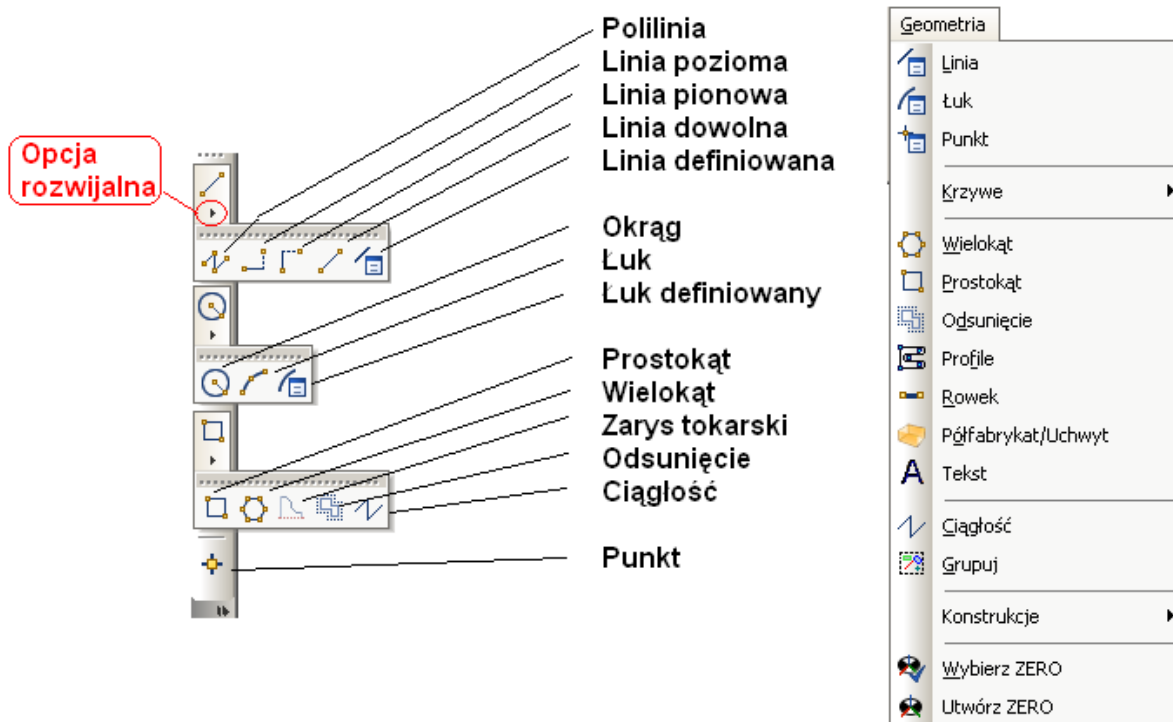 Polilinia
Linia pozioma
Linia pionowa
Linia dowolna
Linia definiowana
Opcja
rozwijalna
Okrąg
Łuk
Łuk definiowany
Prostokąt
Wielokąt
Zarys tokarski
Odsunięcie
Ciągłość
Punkt
Geometria
Linia
Łuk
Punkt
Krzywe
Wielokąt
Prostokąt
Odsunięcie
Profile
Rowek
Półfabrykat/Uchwyt
Tekst
Ciągłość
Grupuj
Konstrukcje
Wybierz ZERO
Utwórz ZERO